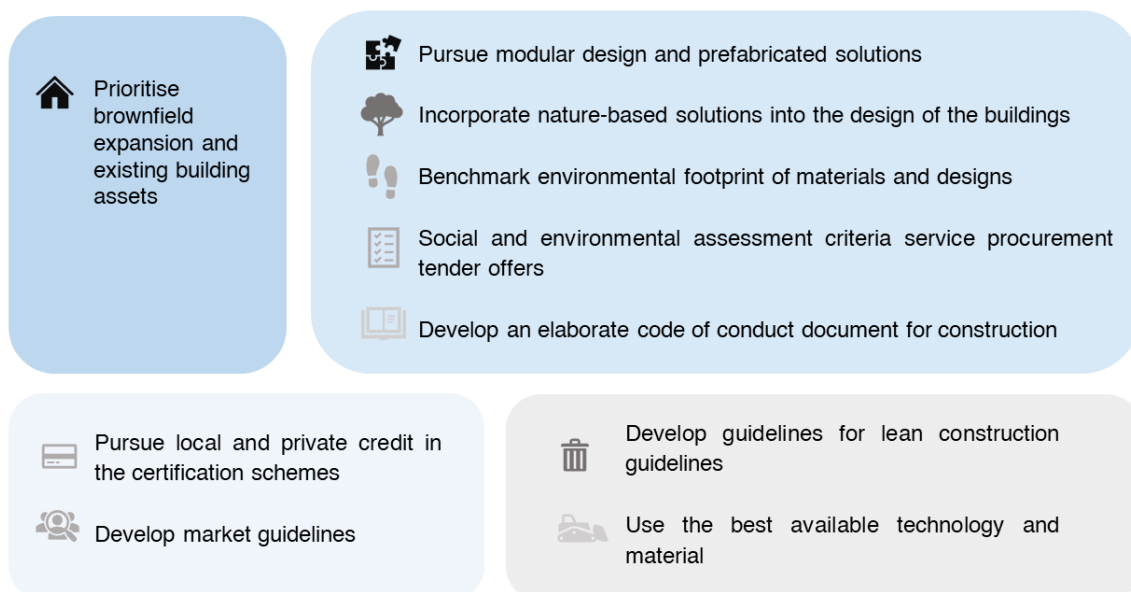 Prioritise
brownfield
expansion and
existing building
assets
Pursue modular design and prefabricated solutions
Incorporate nature-based solutions into the design of the buildings
Benchmark environmental footprint of materials and designs
Social and environmental assessment criteria service procurement
tender offers
Develop an elaborate code of conduct document for construction
Pursue local and private credit in
the certification schemes
Develop market guidelines
Develop guidelines for lean construction
guidelines
Use the best available technology and
material